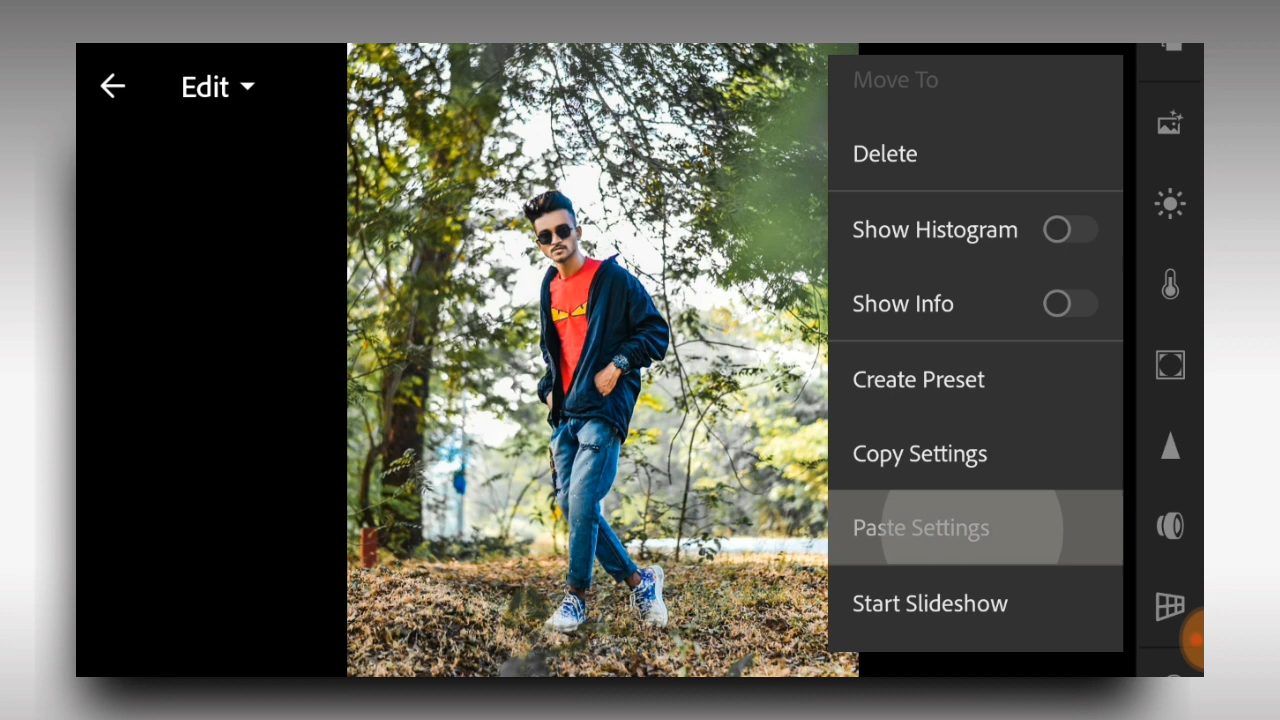 Edit
Move To
Delete
Show Histogram
Show Info
Create Preset
Copy Settings
Paste Settings
Start Slideshow